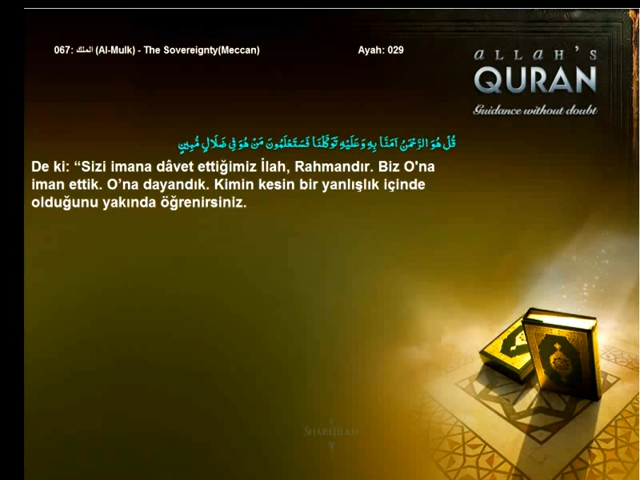 067: الملك (Al-Mulk) - The Sovereignty(Meccan) Ayah: 029
ALLAH'S
QURAN
Guidance without doubt
قُلْ هُوَ الرَّحْمَنُ آمَنَّا بِهِ وَعَلَيْهِ تَوَكَّلْنَا فَسَتَعْلَمُونَ مَنْ هُوَ فِي ضَلَالٍ مُّبِينٍ
De ki: “Sizi imana dâvet ettiğimiz İlah, Rahmandır. Biz O'na
iman ettik. O’na dayandık. Kimin kesin bir yanlışlık içinde
olduğunu yakında öğrenirsiniz.
SHAREISLAM